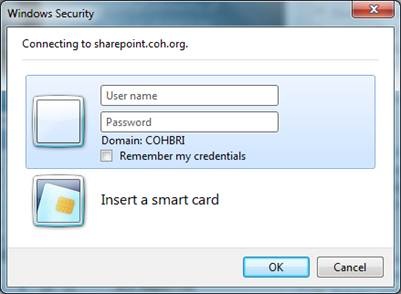 Windows Security
Connecting to sharepoint.coh.org.
User name
Password
Domain: COHBRI
Remember my credentials
Insert a smart card
OK Cancel